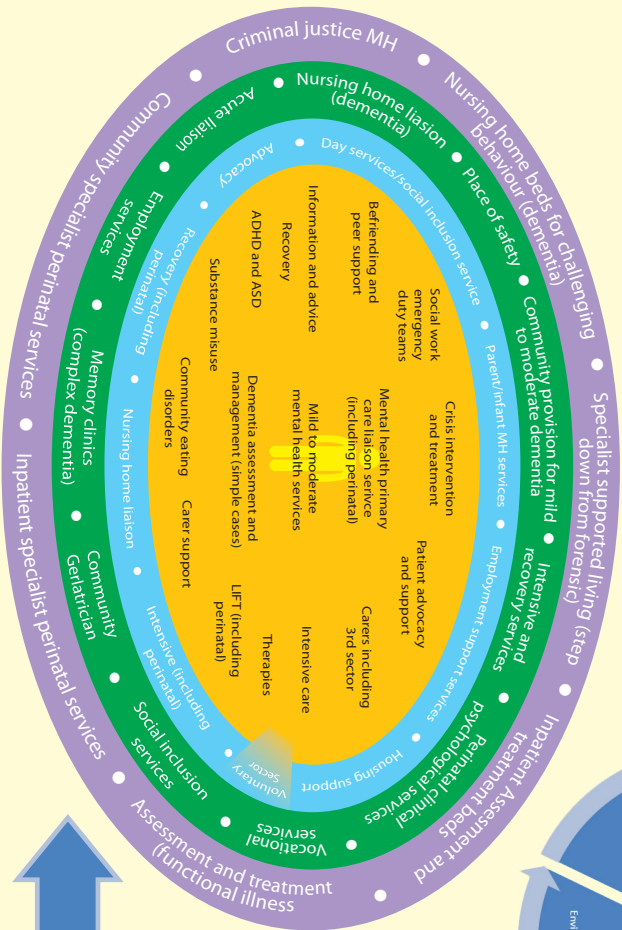 Criminal justice MH
Nursing home beds for challenging
behaviour (dementia)
Specialist supported living (step
down from forensic)
Inpatient Assessment and
treatment beds
Assessment and treatment
(functional illness
Inpatient specialist perinatal services
Community specialist perinatal services
Nursing home liasion
(dementia)
Place of safety
Community provision for mild
to moderate dementia
Intensive and
recovery services
Perinatal clinical
psychological services
Vocational
services
Social inclusion
services
Community
Gerlatrician
Memory clinics
(complex dementia)
Employment
services
Acute liaison
Day services/social inclusion service
Parent/infant MH services
Employment support services
Housing support
Voluntary
Sector
Intensive (including
perinatal)
Nursing home liaison
Recovery (including
perinatal)
Advocacy
Social work
emergency
duty teams
Crisis intervention
and treatment
Patient advocacy
and support
Befriending and
peer support
Mental health primary
care liaison serivce
(including perinatal)
Carers including
3rd sector
Information and advice
Mild to moderate
mental health services
Intensive care
Recovery
ADHD and ASD
Dementia assessment and
management (simple cases)
Therapies
Substance misuse
LIFT (including
perinatal)
Community eating
disorders
Carer support